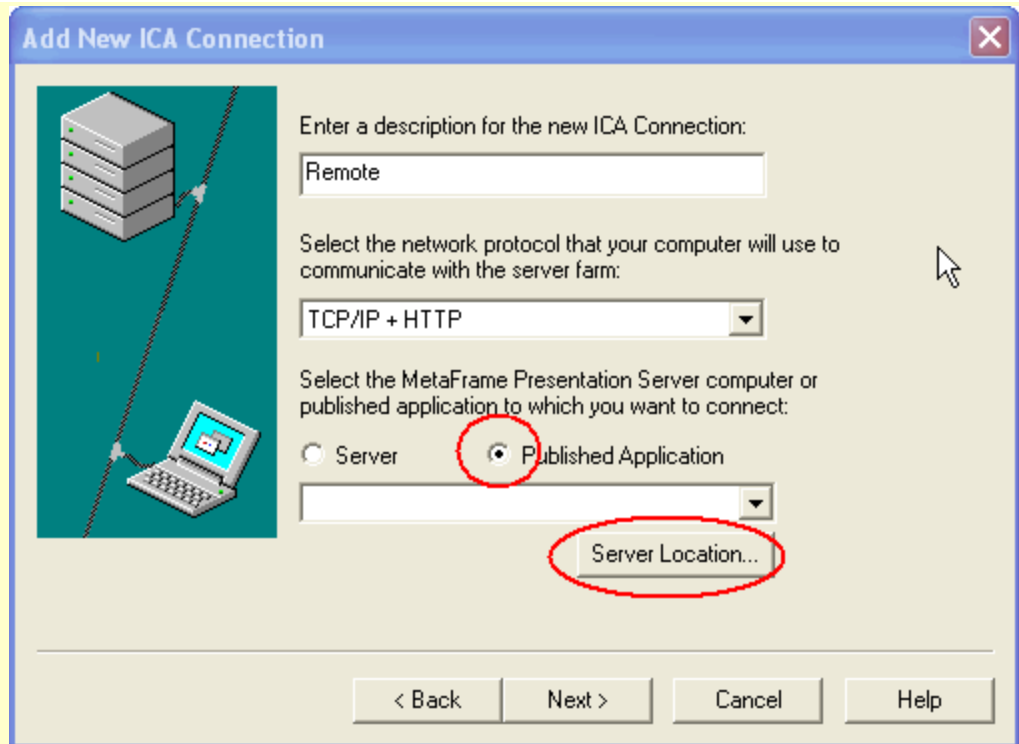 Add New ICA Connection
Enter a description for the new ICA Connection:
Remote
Select the network protocol that your computer will use to
communicate with the server farm:
TCP/IP + HTTP
Select the MetaFrame Presentation Server computer or
published application to which you want to connect:
Server Published Application
Server Location...
< Back Next > Cancel Help